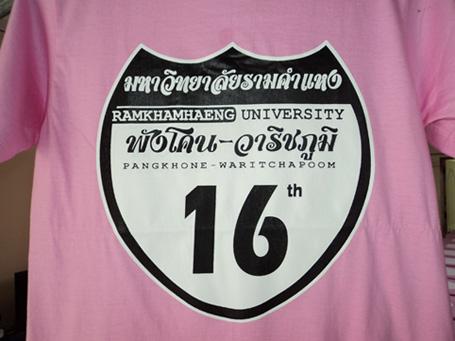 มหาวิทยาลัยรามคำแหง
RAMKHAMHAENG UNIVERSITY
พังโคน-วาริชภูมิ
PANGKHONE-WARITCHAPOOM
16th